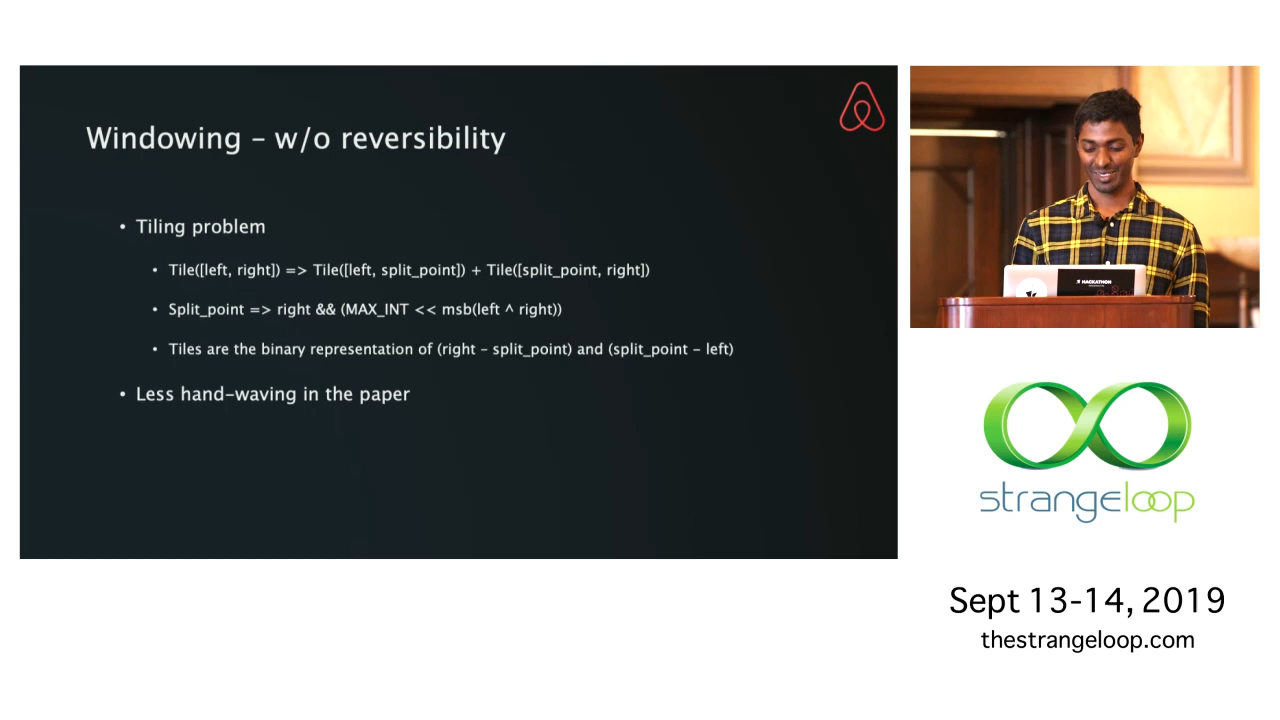 Windowing – w/o reversibility
• Tiling problem
• Tile([left, right]) => Tile([left, split_point]) + Tile([split_point, right])
• Split_point => right && (MAX_INT << msb(left ^ right))
• Tiles are the binary representation of (right – split_point) and (split_point – left)
• Less hand-waving in the paper
HACKATHON
strangeloop
Sept 13-14, 2019
thestrangeloop.com